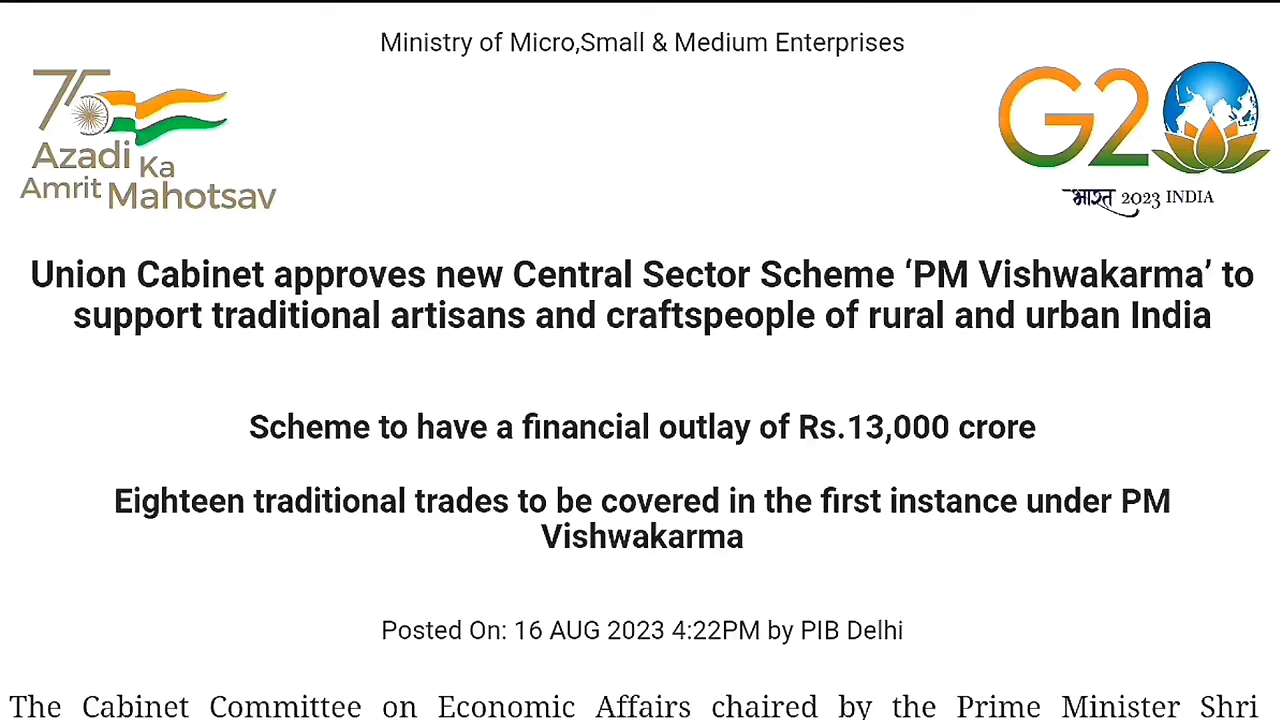 Ministry of Micro,Small & Medium Enterprises
75
Azadi Ka
Amrit Mahotsav
G20
भारत 2023 INDIA
Union Cabinet approves new Central Sector Scheme ‘PM Vishwakarma’ to
support traditional artisans and craftspeople of rural and urban India
Scheme to have a financial outlay of Rs.13,000 crore
Eighteen traditional trades to be covered in the first instance under PM
Vishwakarma
Posted On: 16 AUG 2023 4:22PM by PIB Delhi
The Cabinet Committee on Economic Affairs chaired by the Prime Minister Shri